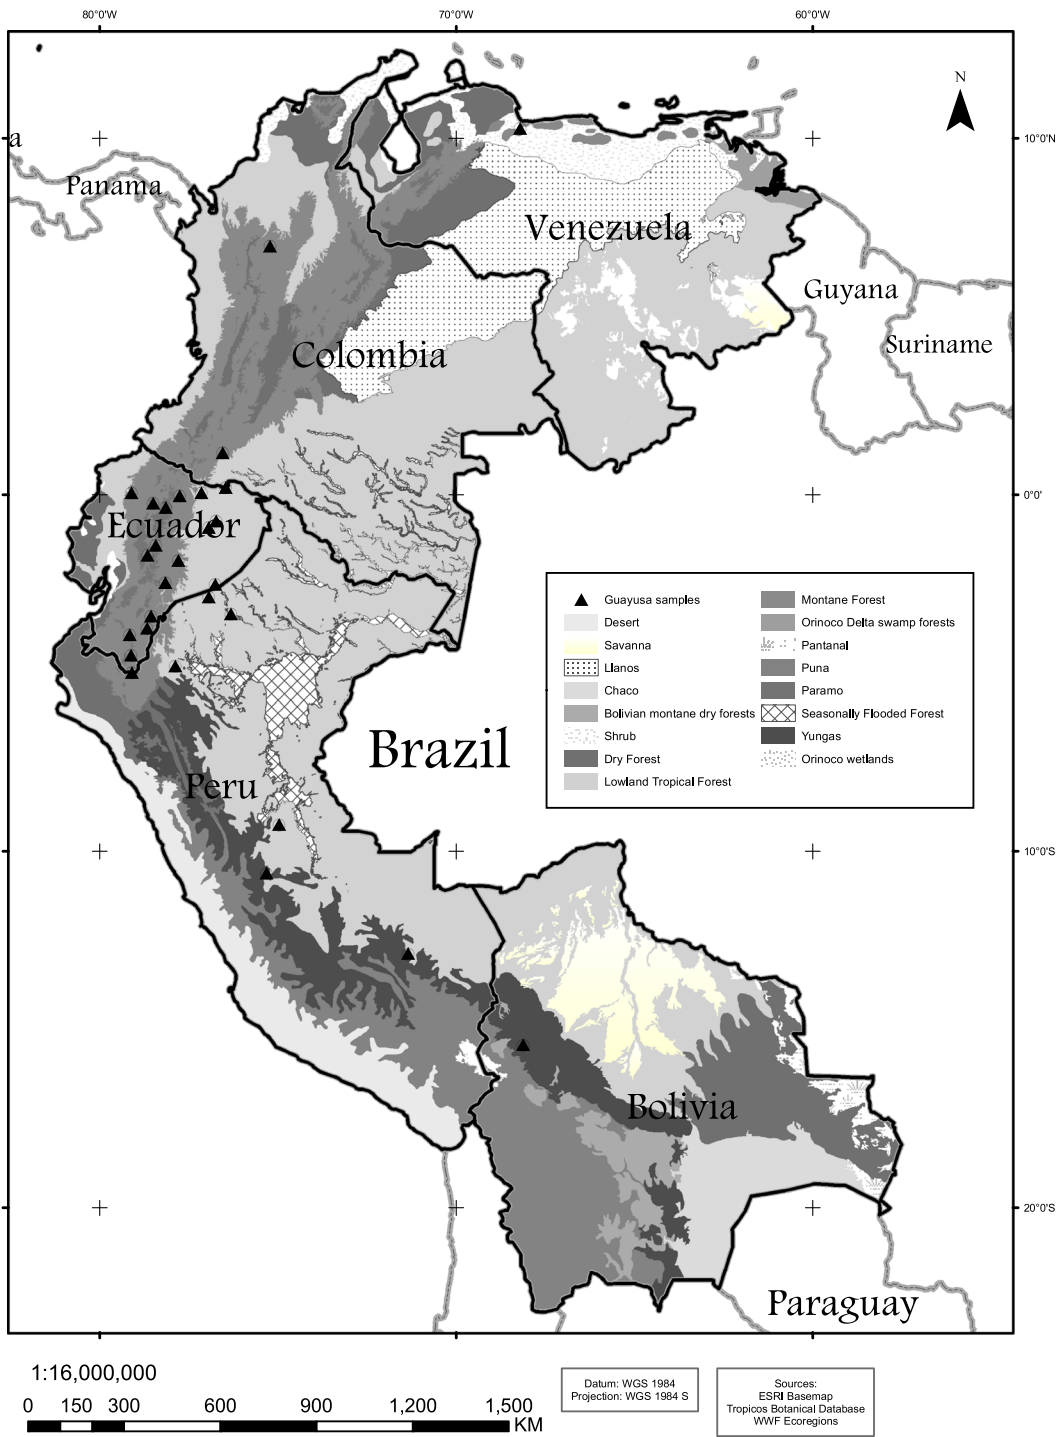 80°0'W 70°0'W 60°0'W
N
10°0'N
a
Panama
Venezuela
Guyana
Suriname
Colombia
0°0'
Ecuador
Guayusa samples
Desert
Savanna
Llanos
Chaco
Bolivian montane dry forests
Shrub
Dry Forest
Lowland Tropical Forest
Montane Forest
Orinoco Delta swamp forests
Pantanal
Puna
Paramo
Seasonally Flooded Forest
Yungas
Orinoco wetlands
Brazil
Peru
10°0'S
Bolivia
20°0'S
Paraguay
1:16,000,000
0 150 300 600 900 1,200 1,500
KM
Datum: WGS 1984
Projection: WGS 1984 S
Sources:
ESRI Basemap
Tropicos Botanical Database
WWF Ecoregions